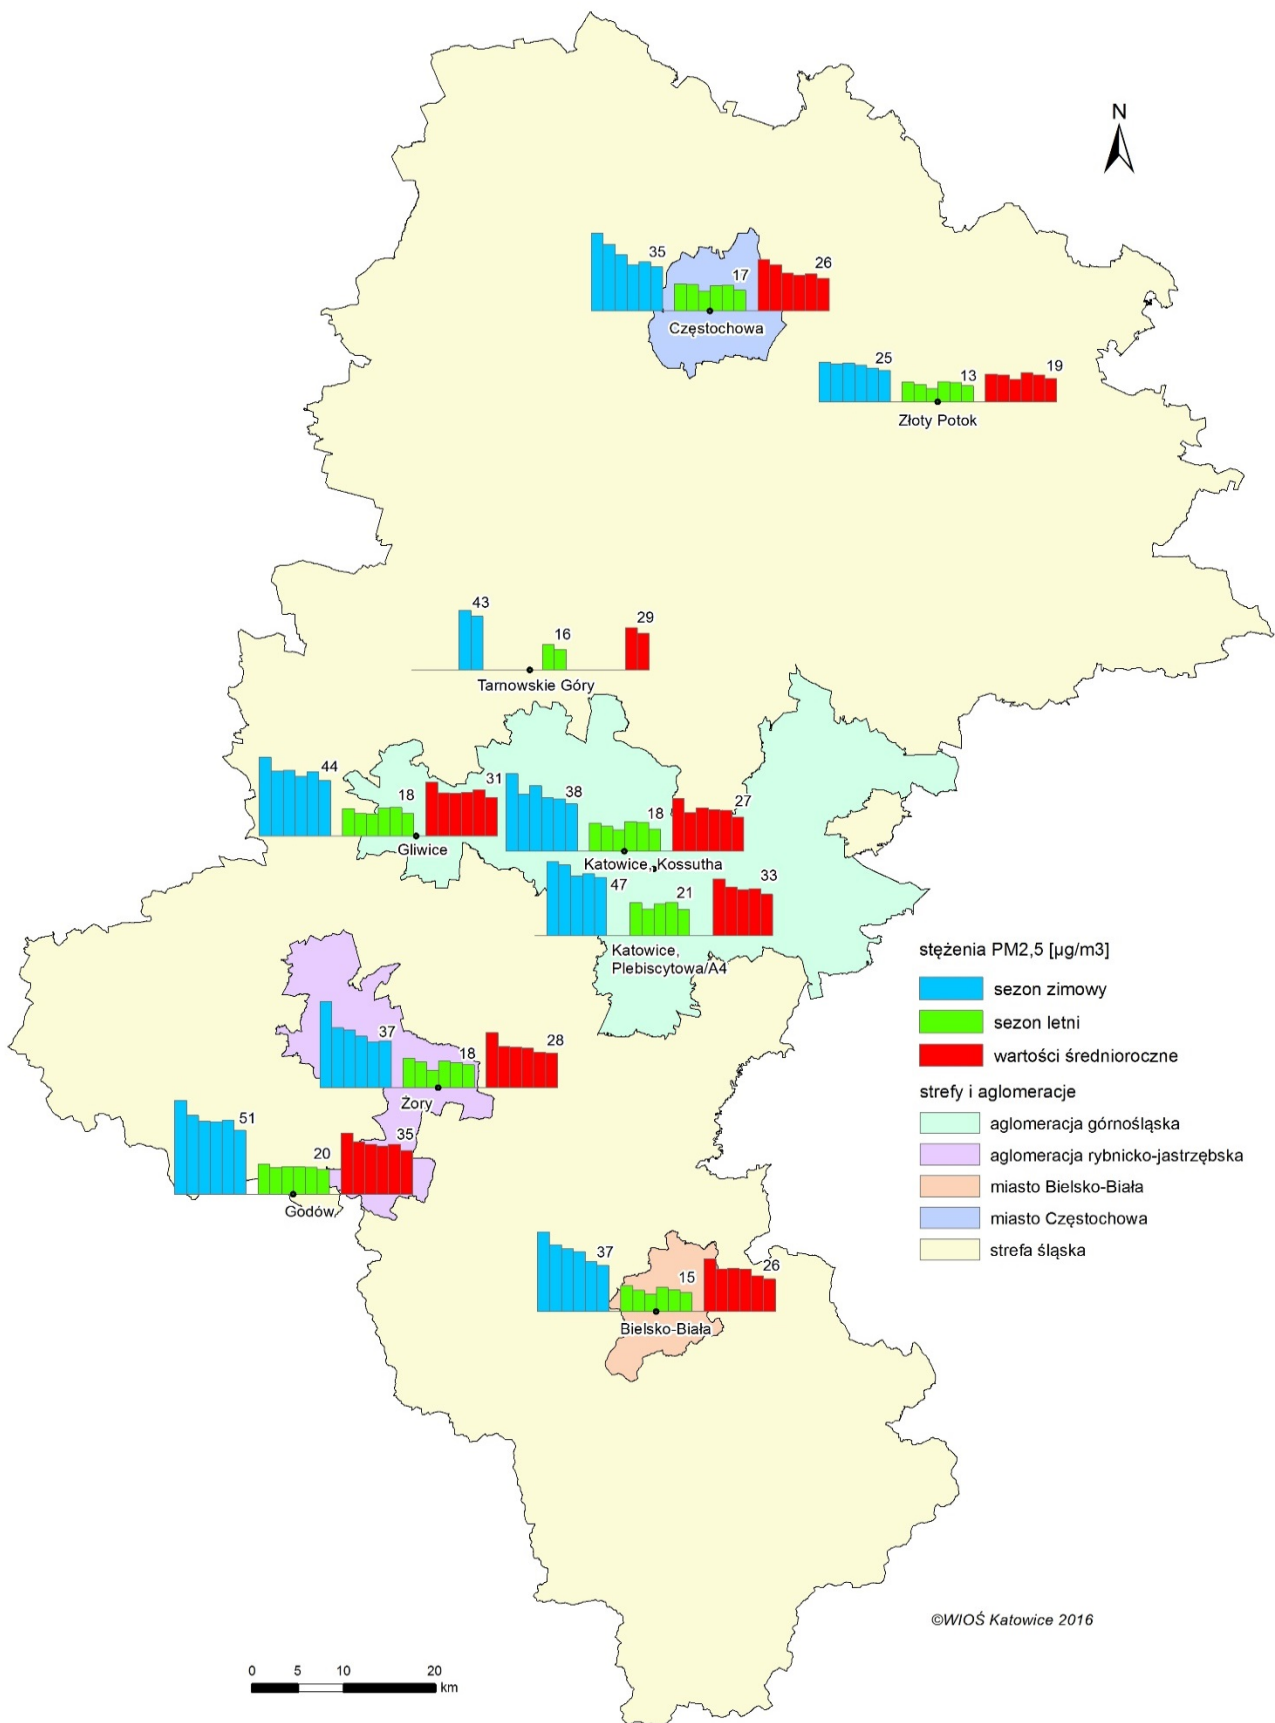 N
35
17
26
Częstochowa
25
13
19
Złoty Potok
43
16
29
Tarnowskie Góry
44
18
31
Gliwice
38
18
27
Katowice, Kossutha
47
21
33
Katowice,
Plebiscytowa/A4
37
18
28
Żory
51
20
35
Godów
37
15
26
Bielsko-Biała
stężenia PM2,5 [µg/m3]
sezon zimowy
sezon letni
wartości średnioroczne
strefy i aglomeracje
aglomeracja górnośląska
aglomeracja rybnicko-jastrzębska
miasto Bielsko-Biała
miasto Częstochowa
strefa śląska
©WIOŚ Katowice 2016
0 5 10 20
km